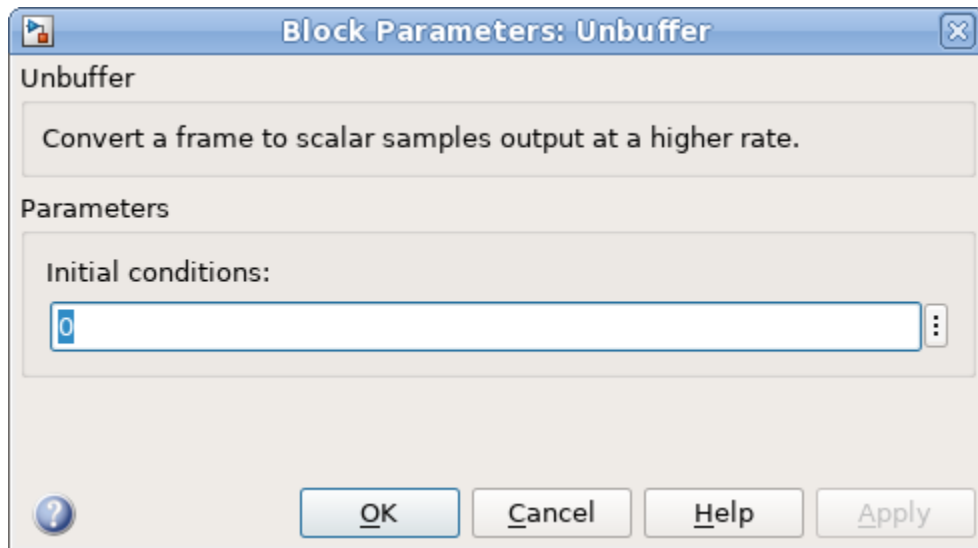 Block Parameters: Unbuffer
Unbuffer
Convert a frame to scalar samples output at a higher rate.
Parameters
Initial conditions:
0
OK Cancel Help Apply